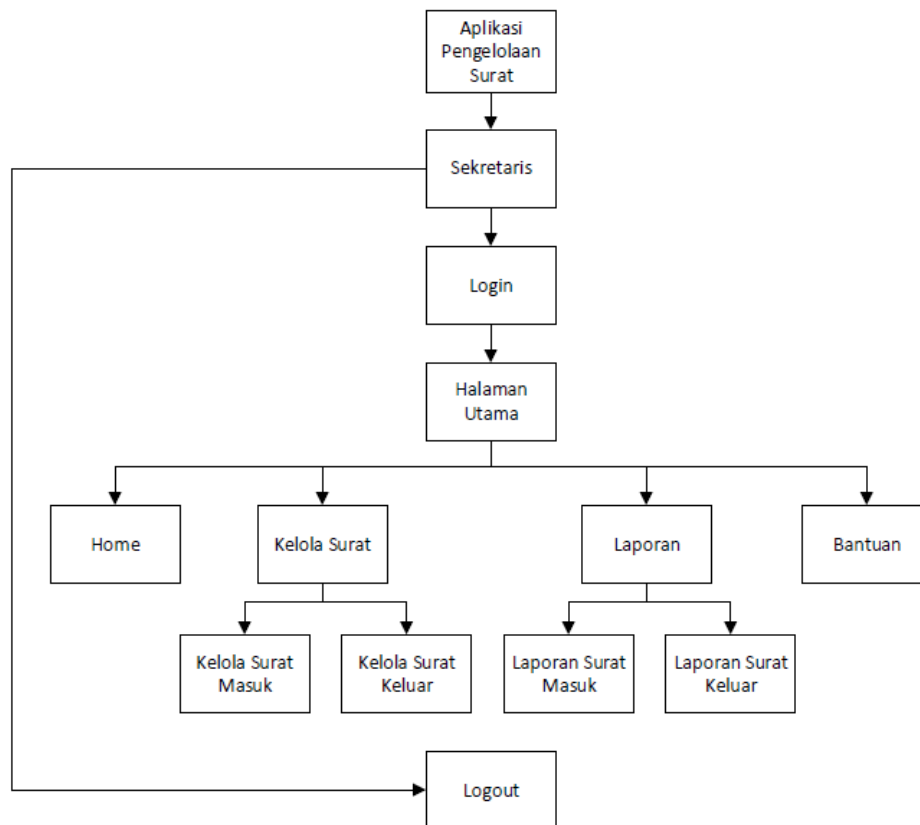 Aplikasi
Pengelolaan
Surat
Sekretaris
Login
Halaman
Utama
Home
Kelola Surat
Laporan
Bantuan
Kelola Surat
Masuk
Kelola Surat
Keluar
Laporan Surat
Masuk
Laporan Surat
Keluar
Logout